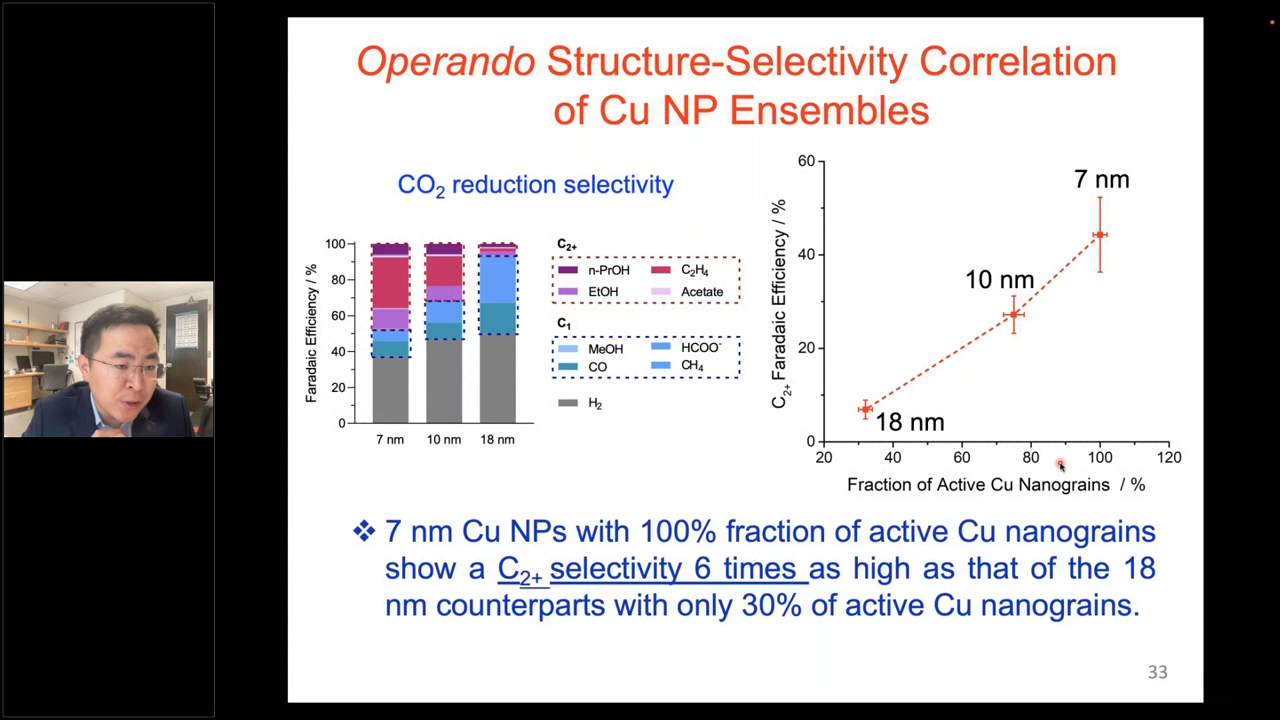 Operando Structure-Selectivity Correlation
of Cu NP Ensembles
CO₂ reduction selectivity
Faradaic Efficiency / %
100
80
60
40
20
0
7 nm
10 nm
18 nm
C₂₊
n-PrOH
C₂H₄
EtOH
Acetate
C₁
MeOH
HCOO⁻
CO
CH₄
H₂
C₂₊ Faradaic Efficiency / %
60
40
20
0
7 nm
10 nm
18 nm
20
40
60
80
100
120
Fraction of Active Cu Nanograins / %
❖ 7 nm Cu NPs with 100% fraction of active Cu nanograins
show a C₂₊ selectivity 6 times as high as that of the 18
nm counterparts with only 30% of active Cu nanograins.
33